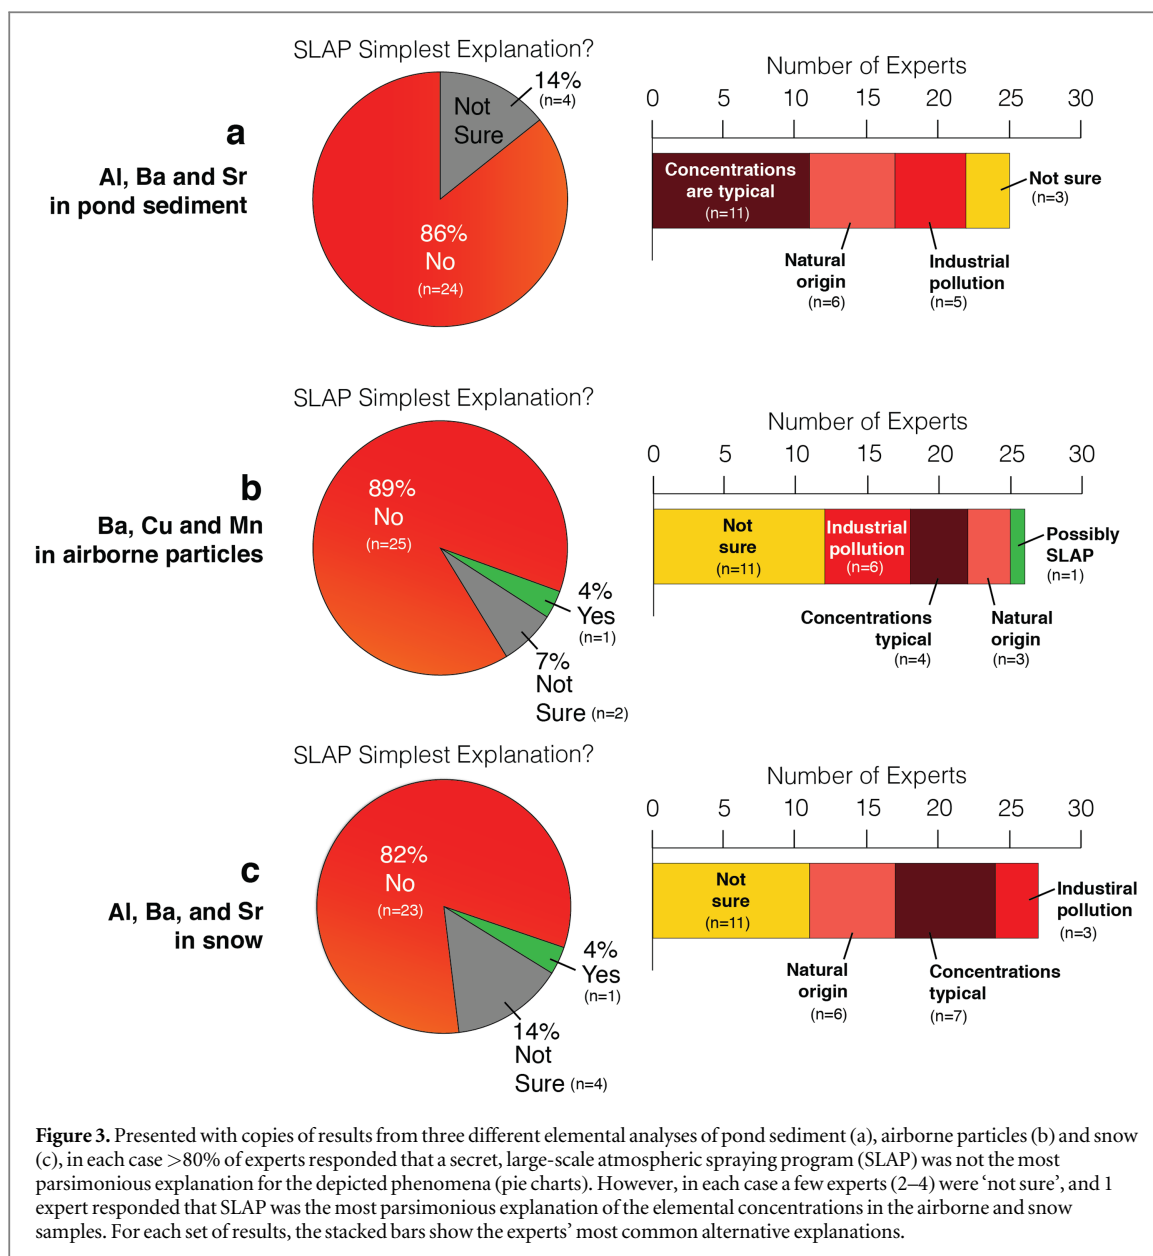 SLAP Simplest Explanation?
14%
(n=4)
Not
Sure
86%
No
(n=24)
a
Al, Ba and Sr
in pond sediment
Number of Experts
0 5 10 15 20 25 30
Concentrations
are typical
(n=11)
Not sure
(n=3)
Natural
origin
(n=6)
Industrial
pollution
(n=5)
SLAP Simplest Explanation?
89%
No
(n=25)
4%
Yes
(n=1)
7%
Not
Sure (n=2)
b
Ba, Cu and Mn
in airborne particles
Number of Experts
0 5 10 15 20 25 30
Not
sure
(n=11)
Industrial
pollution
(n=6)
Possibly
SLAP
(n=1)
Concentrations
typical
(n=4)
Natural
origin
(n=3)
SLAP Simplest Explanation?
82%
No
(n=23)
4%
Yes
(n=1)
14%
Not
Sure (n=4)
c
Al, Ba, and Sr
in snow
Number of Experts
0 5 10 15 20 25 30
Not
sure
(n=11)
Industiral
pollution
(n=3)
Natural
origin
(n=6)
Concentrations
typical
(n=7)
Figure 3. Presented with copies of results from three different elemental analyses of pond sediment (a), airborne particles (b) and snow
(c), in each case >80% of experts responded that a secret, large-scale atmospheric spraying program (SLAP) was not the most
parsimonious explanation for the depicted phenomena (pie charts). However, in each case a few experts (2–4) were ‘not sure’, and 1
expert responded that SLAP was the most parsimonious explanation of the elemental concentrations in the airborne and snow
samples. For each set of results, the stacked bars show the experts’ most common alternative explanations.